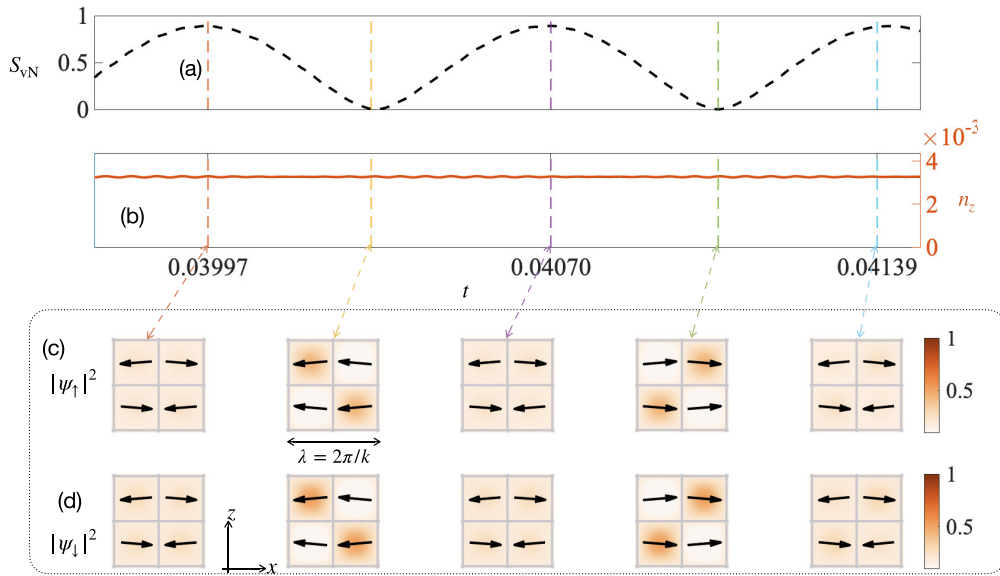 1
S_vN
0.5
(a)
0
×10⁻³
4
(b)
2
n_z
0
0.03997
0.04070
0.04139
t
(c)
|ψ↑|²
1
0.5
λ = 2π/k
(d)
|ψ↓|²
z
x
1
0.5